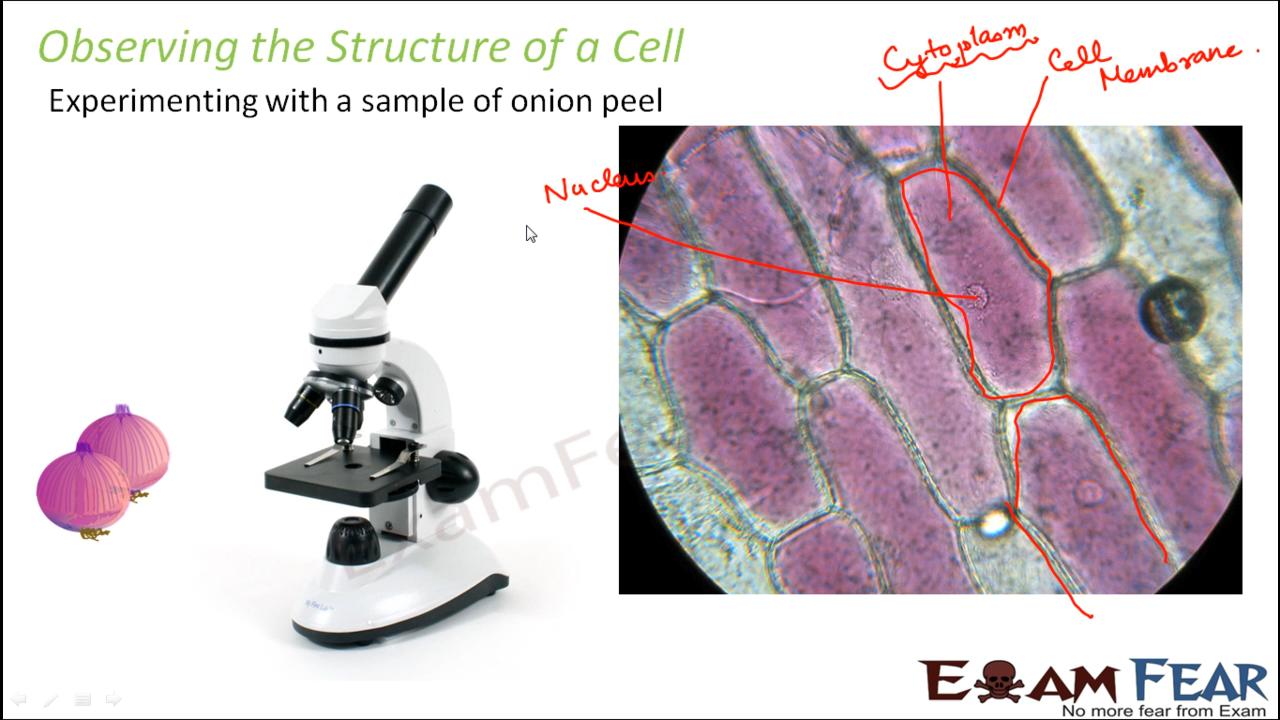 Observing the Structure of a Cell
Experimenting with a sample of onion peel
Cytoplasm
Cell
Membrane.
Nucleus
ExamFe
EXAM FEAR
No more fear from Exam